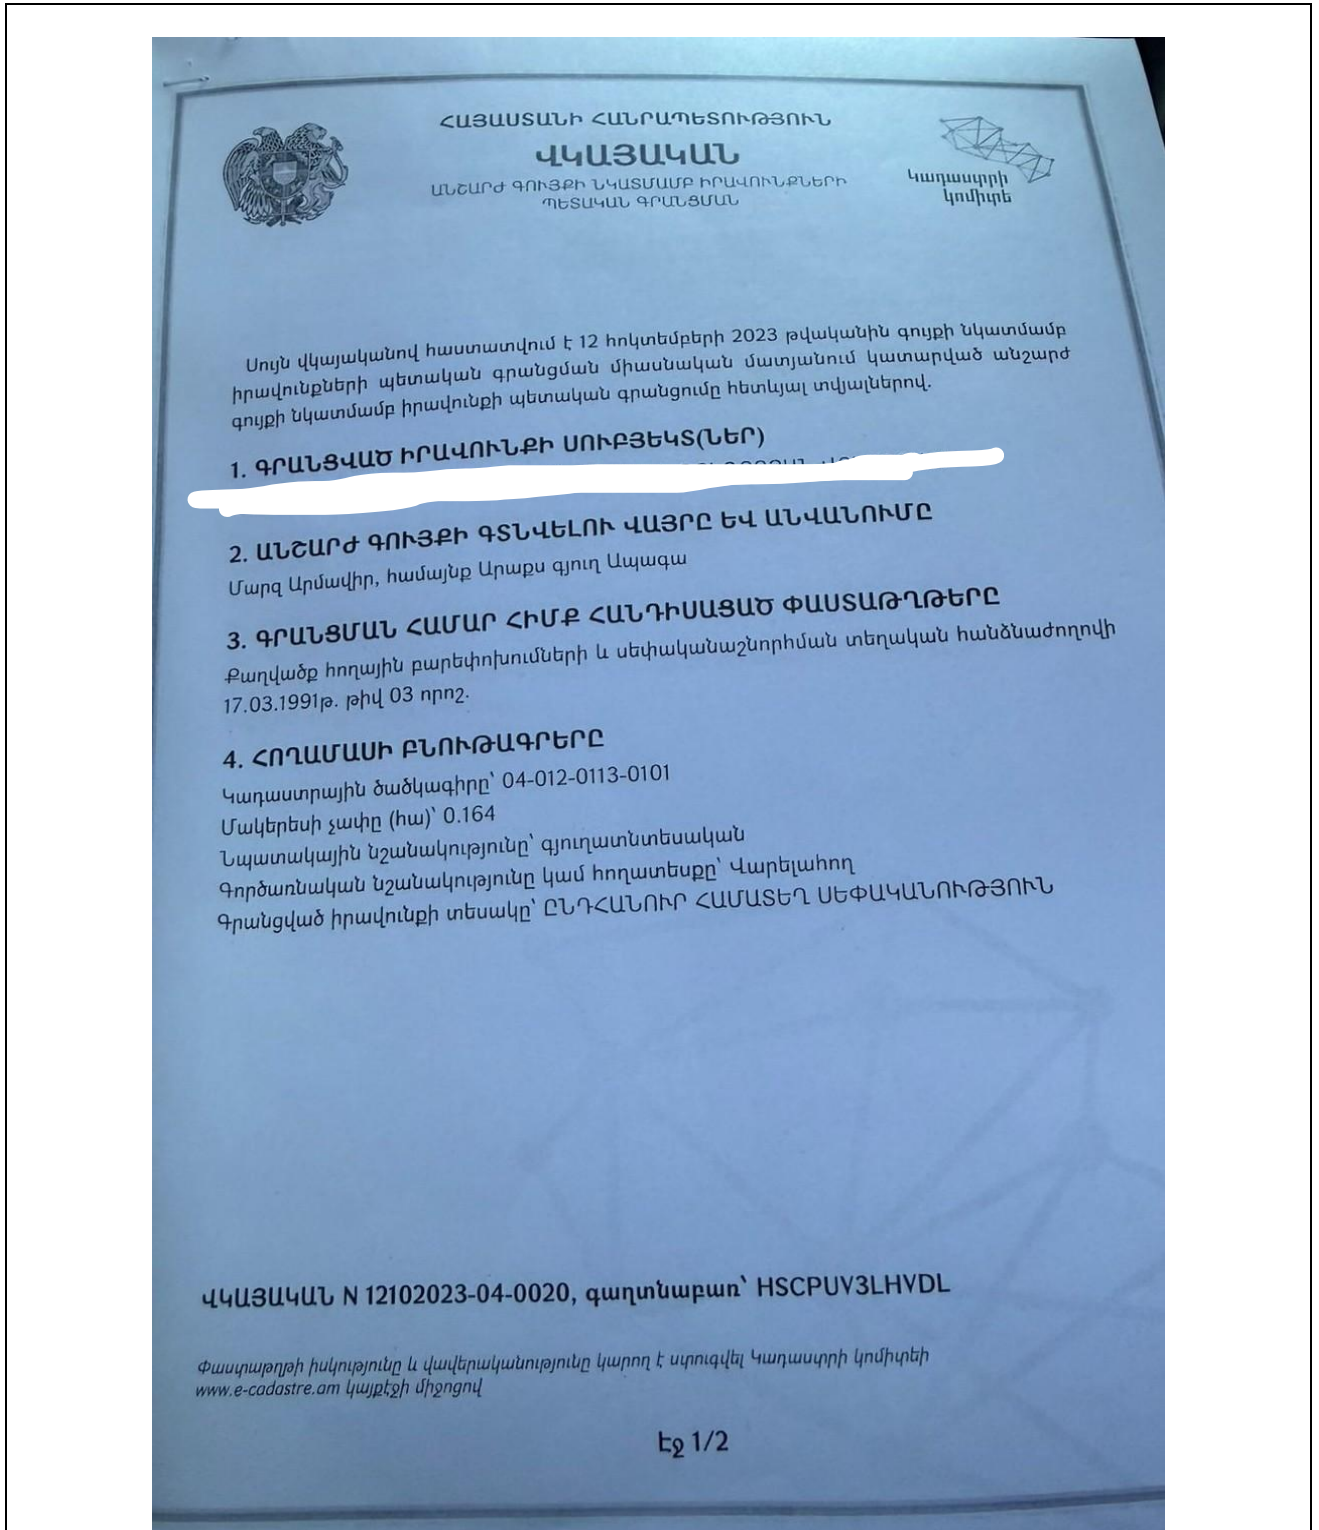 ՀԱՅԱՍՏԱՆԻ ՀԱՆՐԱՊԵՏՈՒԹՅՈՒՆ
ՎԿԱՅԱԿԱՆ
ԱՆՇԱՐԺ ԳՈՒՅՔԻ ՆԿԱՏՄԱՄԲ ԻՐԱՎՈՒՆՔՆԵՐԻ
ՊԵՏԱԿԱՆ ԳՐԱՆՑՄԱՆ
Կադաստրի
կոմիտե
Սույն վկայականով հաստատվում է 12 հոկտեմբերի 2023 թվականին գույքի նկատմամբ
իրավունքների պետական գրանցման միասնական մատյանում կատարված անշարժ
գույքի նկատմամբ իրավունքի պետական գրանցումը հետևյալ տվյալներով.
1. ԳՐԱՆՑՎԱԾ ԻՐԱՎՈՒՆՔԻ ՍՈՒԲՅԵԿՏ(ՆԵՐ)
2. ԱՆՇԱՐԺ ԳՈՒՅՔԻ ԳՏՆՎԵԼՈՒ ՎԱՅՐԸ ԵՎ ԱՆՎԱՆՈՒՄԸ
Մարզ Արմավիր, համայնք Արաքս գյուղ Ապագա
3. ԳՐԱՆՑՄԱՆ ՀԱՄԱՐ ՀԻՄՔ ՀԱՆԴԻՍԱՑԱԾ ՓԱՍՏԱԹՂԹԵՐԸ
Քաղվածք հողային բարեփոխումների և սեփականաշնորհման տեղական հանձնաժողովի
17.03.1991թ. թիվ 03 որոշ.
4. ՀՈՂԱՄԱՍԻ ԲՆՈՒԹԱԳՐԵՐԸ
Կադաստրային ծածկագիրը՝ 04-012-0113-0101
Մակերեսի չափը (հա)՝ 0.164
Նպատակային նշանակությունը՝ գյուղատնտեսական
Գործառնական նշանակությունը կամ հողատեսքը՝ Վարելահող
Գրանցված իրավունքի տեսակը՝ ԸՆԴՀԱՆՈՒՐ ՀԱՄԱՏԵՂ ՍԵՓԱԿԱՆՈՒԹՅՈՒՆ
ՎԿԱՅԱԿԱՆ N 12102023-04-0020, գաղտնաբառ՝ HSCPUV3LHVDL
Փաստաթղթի իսկությունը և վավերականությունը կարող է ստուգվել Կադաստրի կոմիտեի
www.e-cadastre.am կայքէջի միջոցով
Էջ 1/2